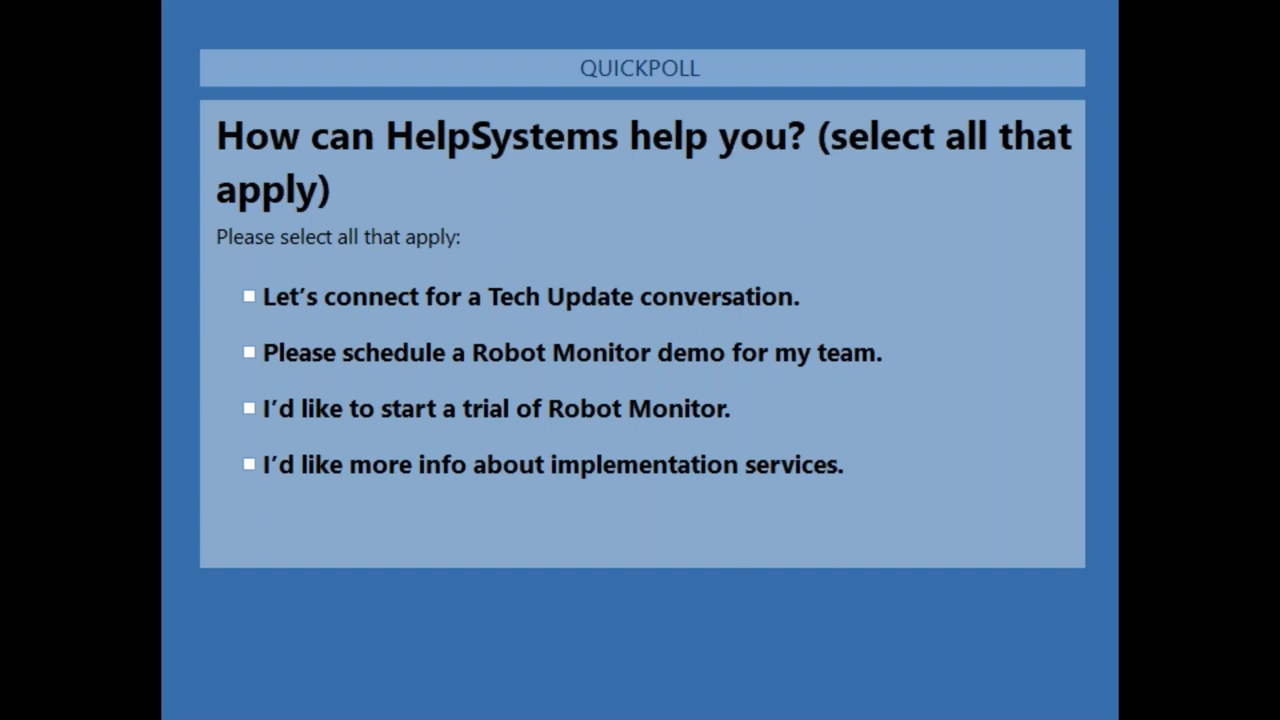 QUICKPOLL
How can HelpSystems help you? (select all that
apply)
Please select all that apply:
Let’s connect for a Tech Update conversation.
Please schedule a Robot Monitor demo for my team.
I’d like to start a trial of Robot Monitor.
I’d like more info about implementation services.